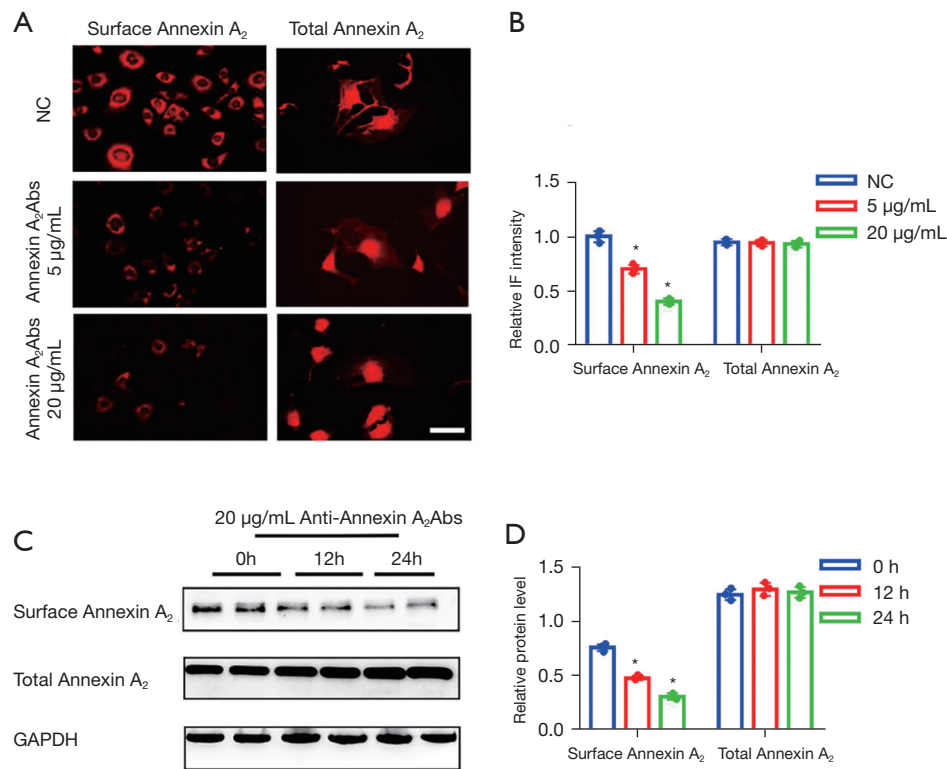 A
Surface Annexin A₂
Total Annexin A₂
NC
Annexin A₂Abs
5 µg/mL
Annexin A₂Abs
20 µg/mL
B
Relative IF intensity
1.5
1.0
0.5
0.0
*
*
Surface Annexin A₂
Total Annexin A₂
NC
5 µg/mL
20 µg/mL
C
20 µg/mL Anti-Annexin A₂Abs
0h 12h 24h
Surface Annexin A₂
Total Annexin A₂
GAPDH
D
Relative protein level
1.5
1.0
0.5
0.0
*
*
Surface Annexin A₂
Total Annexin A₂
0 h
12 h
24 h